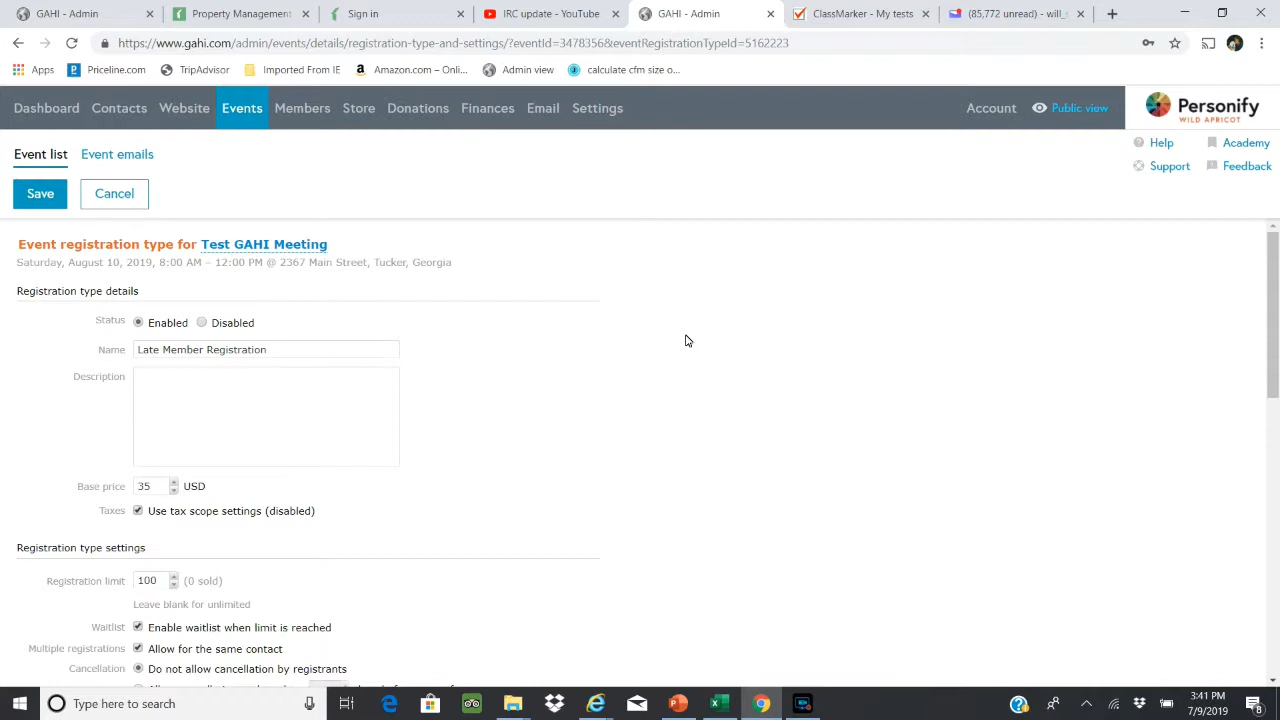 GAHI - Admin
Property Management
Sign in
IRC update - YouTube
GAHI - Admin
ClassMarker - My tests
(85,772 unread) - will_
https://www.gahi.com/admin/events/details/registration-type-and-settings/?eventId=3478356&eventRegistrationTypeId=5162223
Apps Priceline.com TripAdvisor Imported From IE Amazon.com – Onli... Admin view calculate cfm size o...
Dashboard Contacts Website Events Members Store Donations Finances Email Settings Account Public view
Personify
WILD APRICOT
Event list Event emails
Help Academy
Support Feedback
Save Cancel
Event registration type for Test GAHI Meeting
Saturday, August 10, 2019, 8:00 AM – 12:00 PM @ 2367 Main Street, Tucker, Georgia
Registration type details
Status Enabled Disabled
Name Late Member Registration
Description
Base price 35 USD
Taxes Use tax scope settings (disabled)
Registration type settings
Registration limit 100 (0 sold)
Leave blank for unlimited
Waitlist Enable waitlist when limit is reached
Multiple registrations Allow for the same contact
Cancellation Do not allow cancellation by registrants
Type here to search
3:41 PM
7/9/2019
8